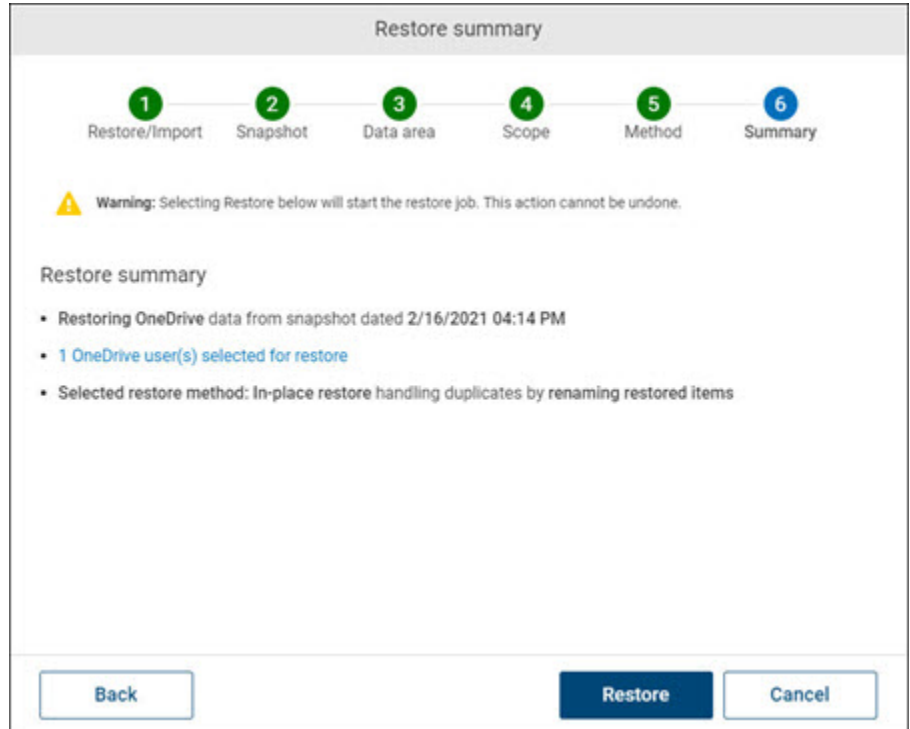 Restore summary
1 2 3 4 5 6
Restore/Import Snapshot Data area Scope Method Summary
Warning: Selecting Restore below will start the restore job. This action cannot be undone.
Restore summary
• Restoring OneDrive data from snapshot dated 2/16/2021 04:14 PM
• 1 OneDrive user(s) selected for restore
• Selected restore method: In-place restore handling duplicates by renaming restored items
Back Restore Cancel